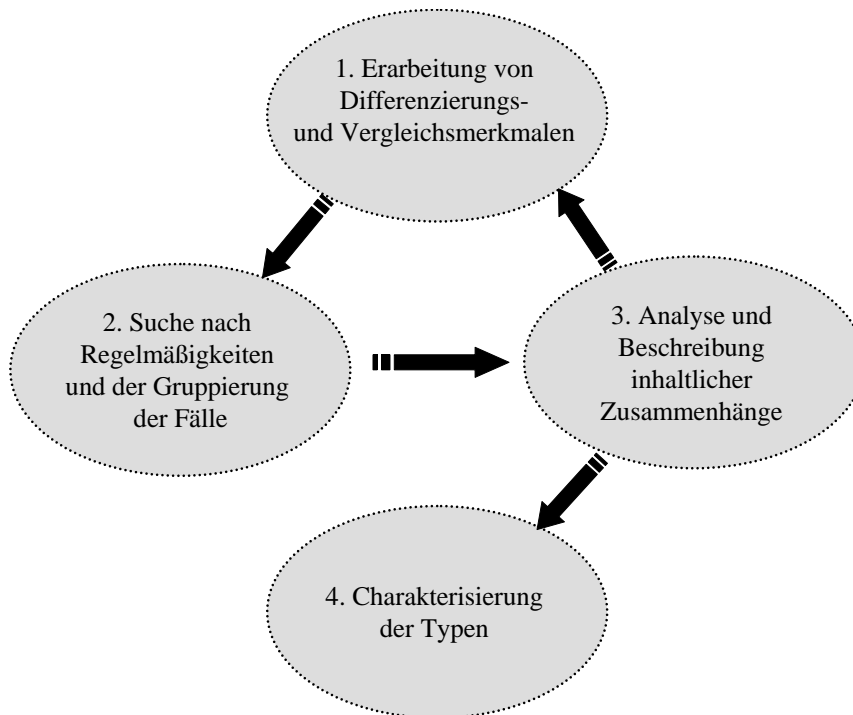 1. Erarbeitung von
Differenzierungs-
und Vergleichsmerkmalen
2. Suche nach
Regelmäßigkeiten
und der Gruppierung
der Fälle
3. Analyse und
Beschreibung
inhaltlicher
Zusammenhänge
4. Charakterisierung
der Typen